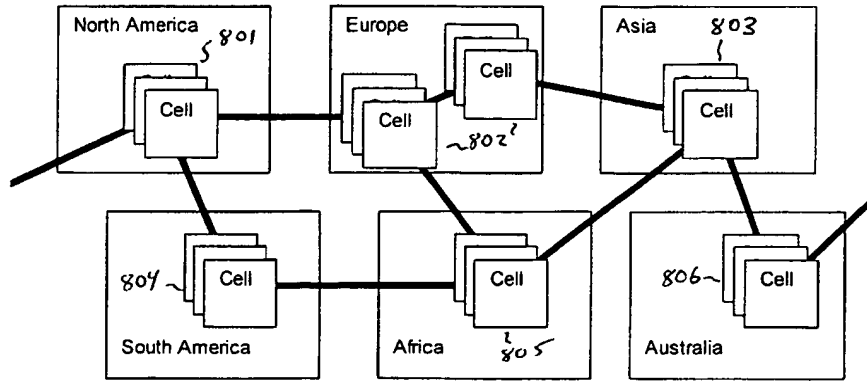 North America
801
Cell
Europe
Cell
Cell
802
Asia
803
Cell
804
Cell
South America
Cell
Africa
805
806
Cell
Australia